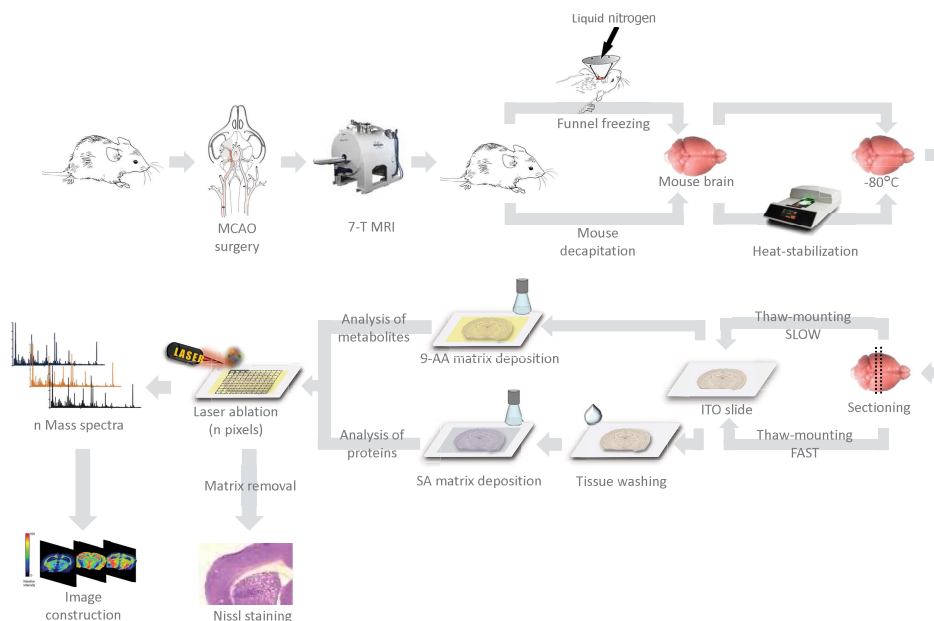 Liquid nitrogen
Funnel freezing
Mouse brain
-80°C
MCAO
surgery
7-T MRI
Mouse
decapitation
Heat-stabilization
Analysis of
metabolites
9-AA matrix deposition
Thaw-mounting
SLOW
LASER
Laser ablation
(n pixels)
n Mass spectra
ITO slide
Sectioning
Analysis of
proteins
SA matrix deposition
Tissue washing
Thaw-mounting
FAST
Matrix removal
Relative
intensity
Image
construction
Nissl staining